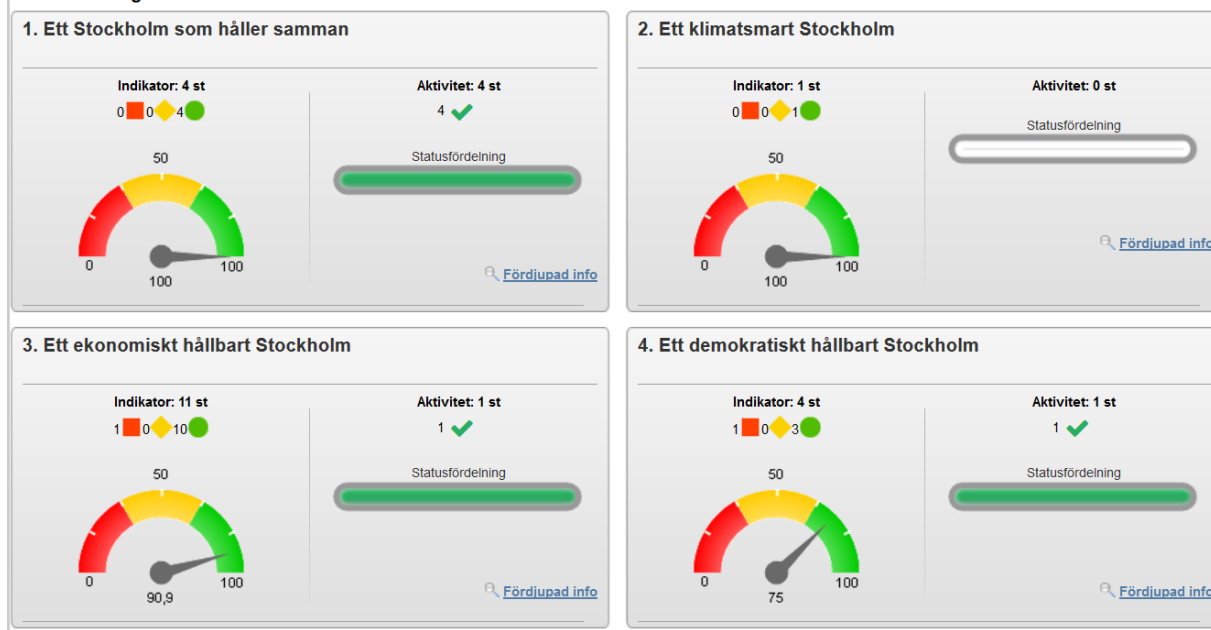 1. Ett Stockholm som håller samman
Indikator: 4 st
0 0 4
50
0 100
100
Aktivitet: 4 st
4
Statusfördelning
Fördjupad info
2. Ett klimatsmart Stockholm
Indikator: 1 st
0 0 1
50
0 100
100
Aktivitet: 0 st
Statusfördelning
Fördjupad info
3. Ett ekonomiskt hållbart Stockholm
Indikator: 11 st
1 0 10
50
0 100
90,9
Aktivitet: 1 st
1
Statusfördelning
Fördjupad info
4. Ett demokratiskt hållbart Stockholm
Indikator: 4 st
1 0 3
50
0 100
75
Aktivitet: 1 st
1
Statusfördelning
Fördjupad info